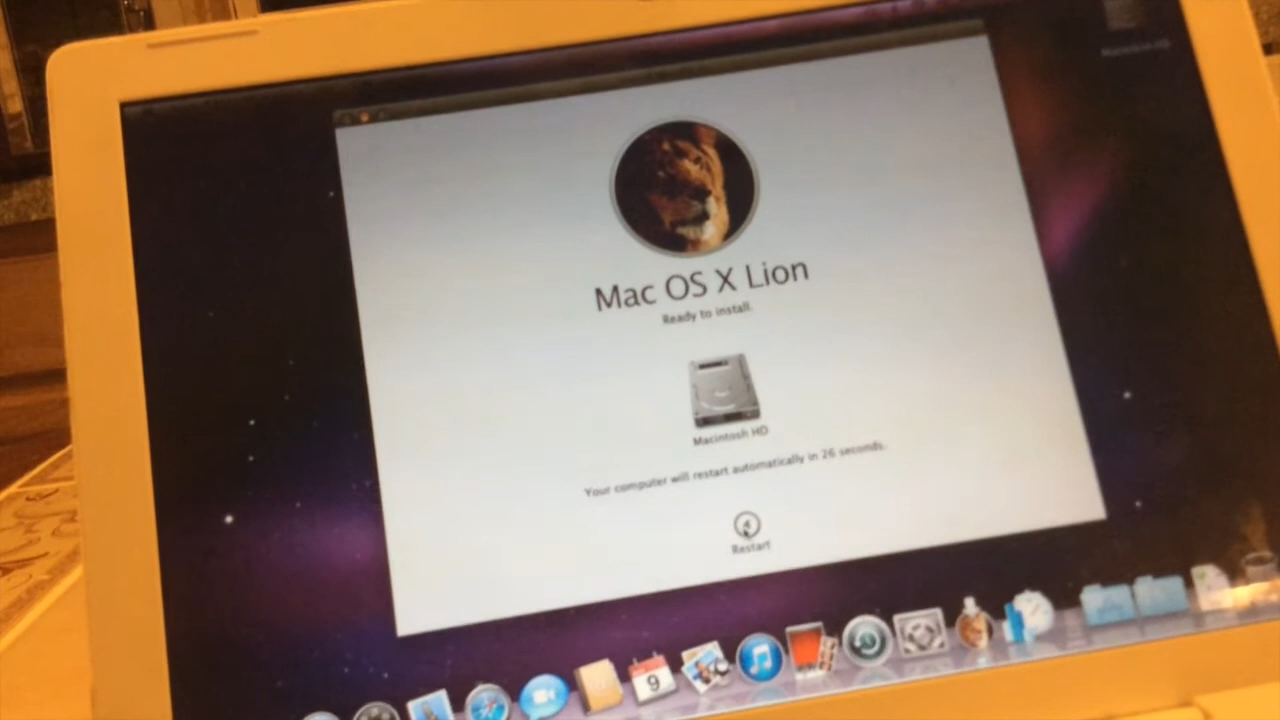 Mac OS X Lion
Ready to install.
Macintosh HD
Your computer will restart automatically in 26 seconds.
Restart
9